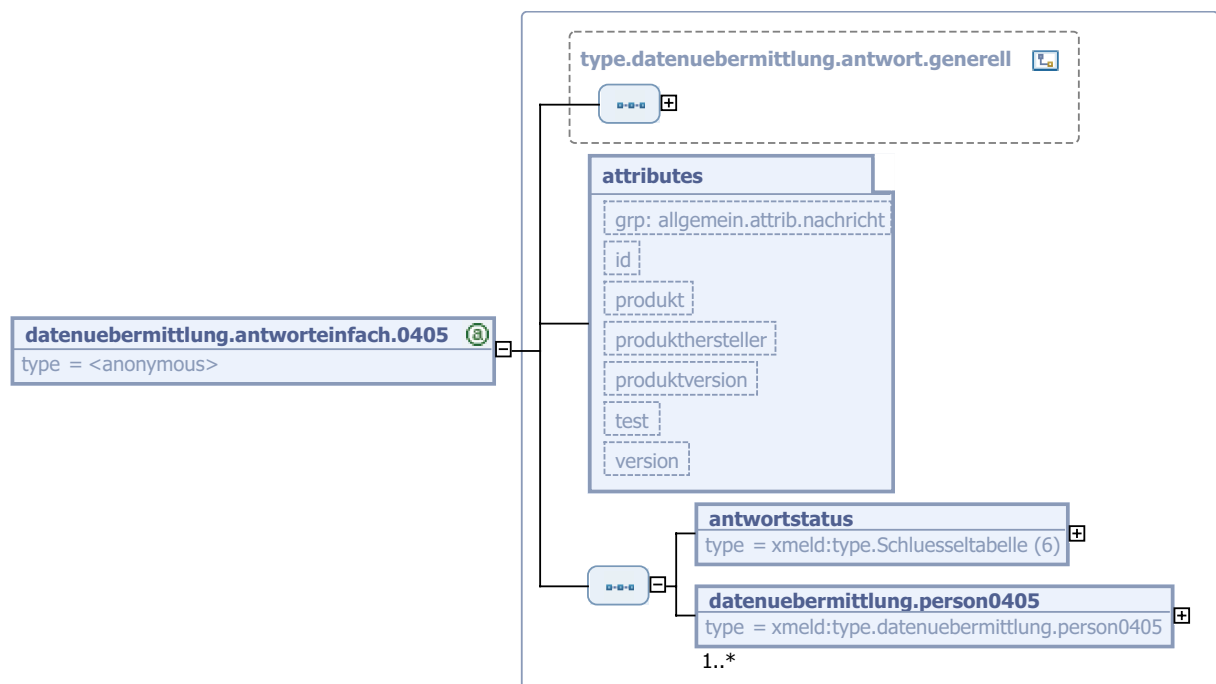 type.datenuebermittlung.antwort.generell
attributes
grp: allgemein.attrib.nachricht
id
produkt
produkthersteller
produktversion
test
version
datenuebermittlung.antworteinfach.0405 a
type = <anonymous>
antwortstatus
type = xmeld:type.Schluesseltabelle (6)
datenuebermittlung.person0405
type = xmeld:type.datenuebermittlung.person0405
1..*